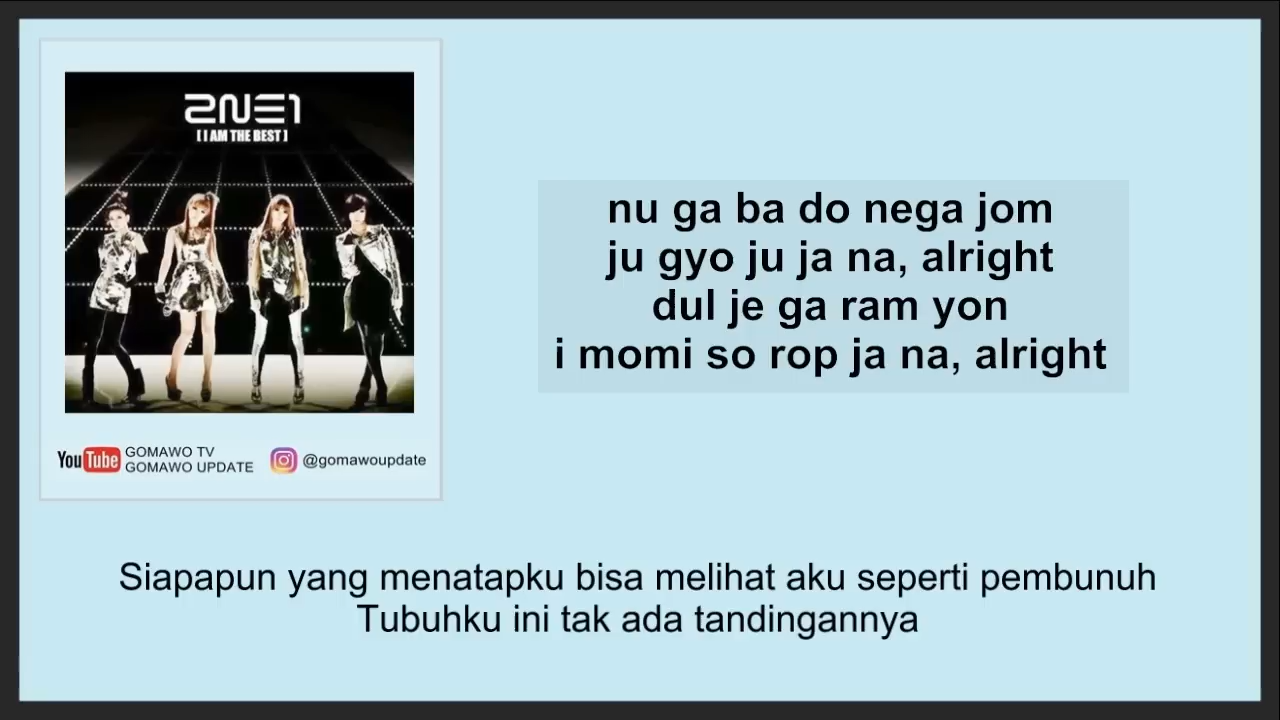 2NE1
[ I AM THE BEST ]
YouTube GOMAWO TV
GOMAWO UPDATE
@gomawoupdate
nu ga ba do nega jom
ju gyo ju ja na, alright
dul je ga ram yon
i momi so rop ja na, alright
Siapapun yang menatapku bisa melihat aku seperti pembunuh
Tubuhku ini tak ada tandingannya